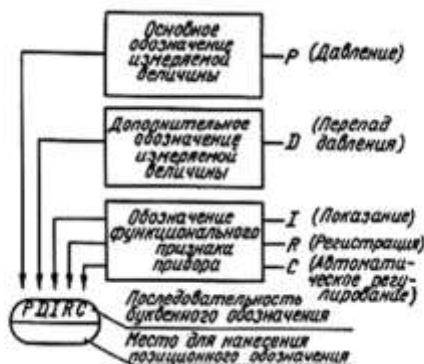 Основное
обозначение
измеряемой
величины
P (Давление)
Дополнительное
обозначение
измеряемой
величины
D (Перепад
давления)
Обозначение
функционального
признака
прибора
I (Показание)
R (Регистрация)
C (Автомати-
ческое регу-
лирование)
PDIRC
Последовательность
буквенного обозначения
Место для нанесения
позиционного обозначения